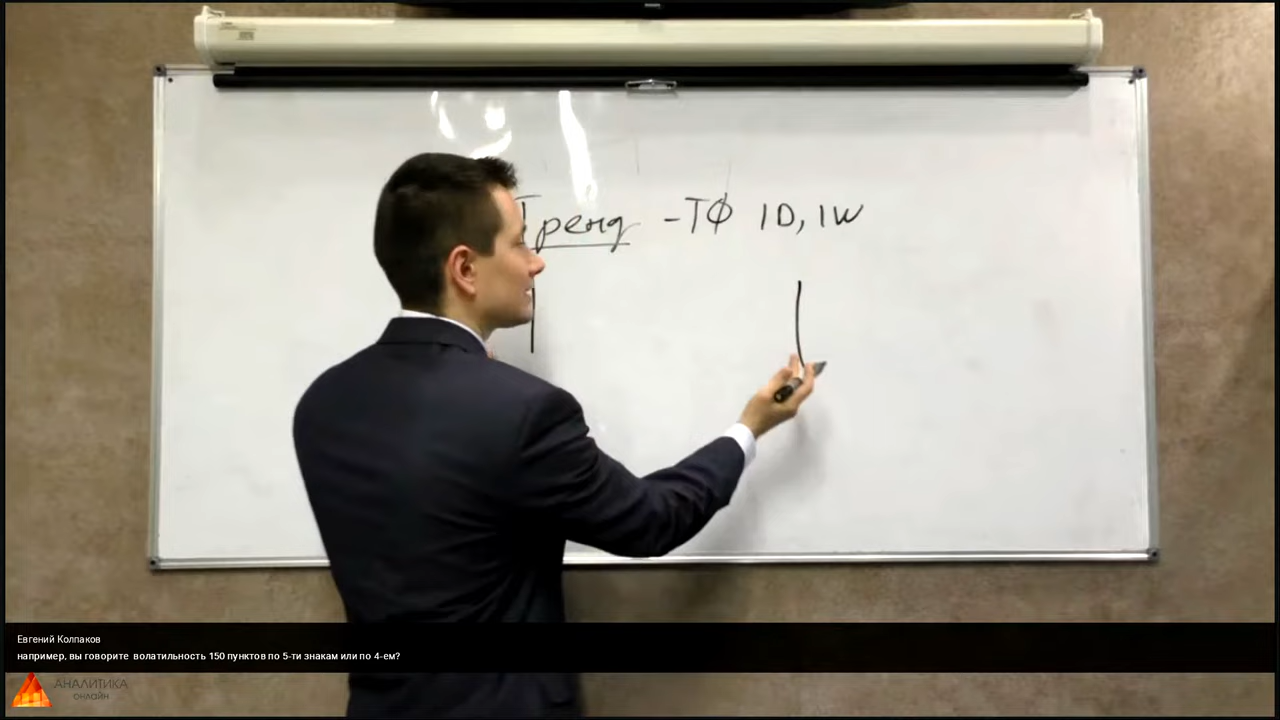 Тренд - ТФ 1D, 1W
Евгений Колпаков
например, вы говорите волатильность 150 пунктов по 5-ти знакам или по 4-ем?
АНАЛИТИКА
онлайн